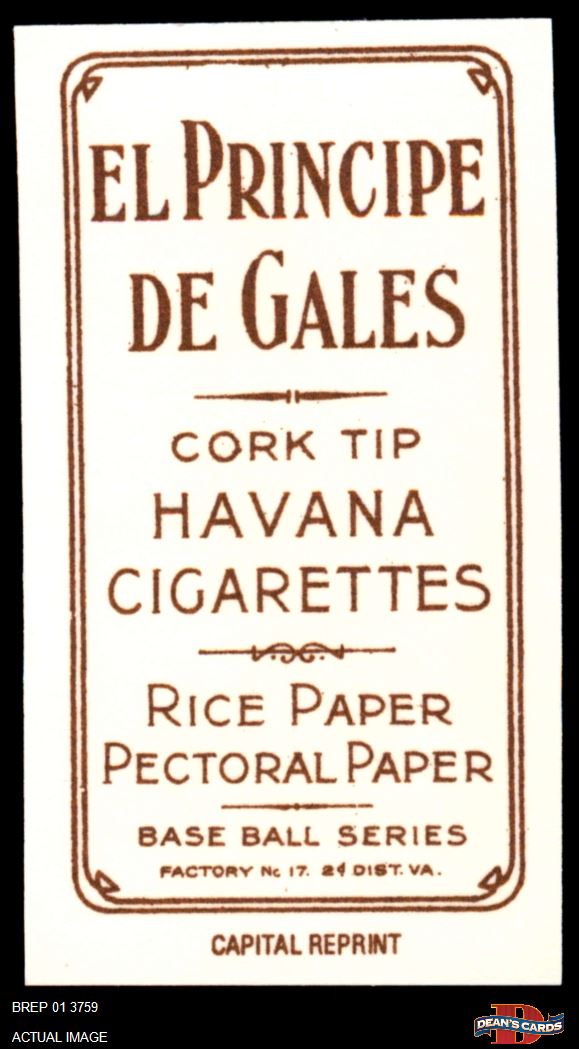 EL PRINCIPE
DE GALES
CORK TIP
HAVANA
CIGARETTES
RICE PAPER
PECTORAL PAPER
BASE BALL SERIES
FACTORY No 17. 2d DIST. VA.
CAPITAL REPRINT
BREP 01 3759
ACTUAL IMAGE
D
DEAN'S CARDS